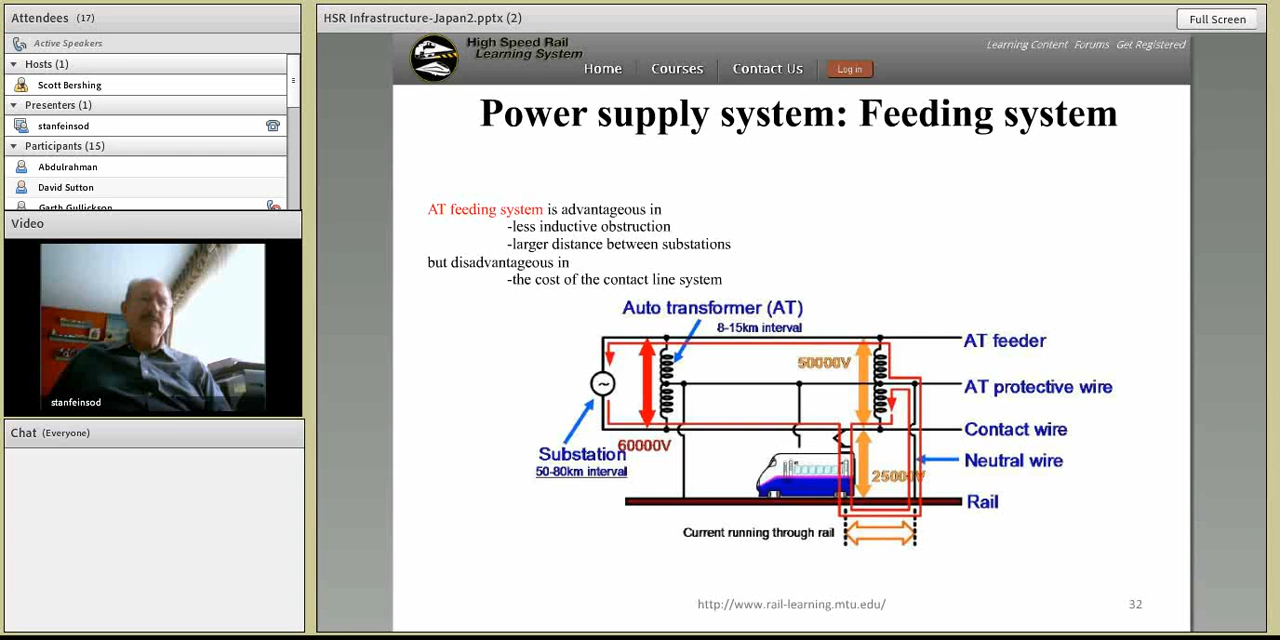 Attendees (17)
Active Speakers
Hosts (1)
Scott Bershing
Presenters (1)
stanfeinsod
Participants (15)
Abdulrahman
David Sutton
Garth Gullickson
Video
stanfeinsod
Chat (Everyone)
HSR Infrastructure-Japan2.pptx (2)
Full Screen
High Speed Rail
Learning System
Learning Content Forums Get Registered
Home Courses Contact Us Log in
Power supply system: Feeding system
AT feeding system is advantageous in
-less inductive obstruction
-larger distance between substations
but disadvantageous in
-the cost of the contact line system
Auto transformer (AT)
8-15km interval
AT feeder
50000V
AT protective wire
Contact wire
60000V
Substation
50-80km interval
Neutral wire
25000V
Rail
Current running through rail
http://www.rail-learning.mtu.edu/
32